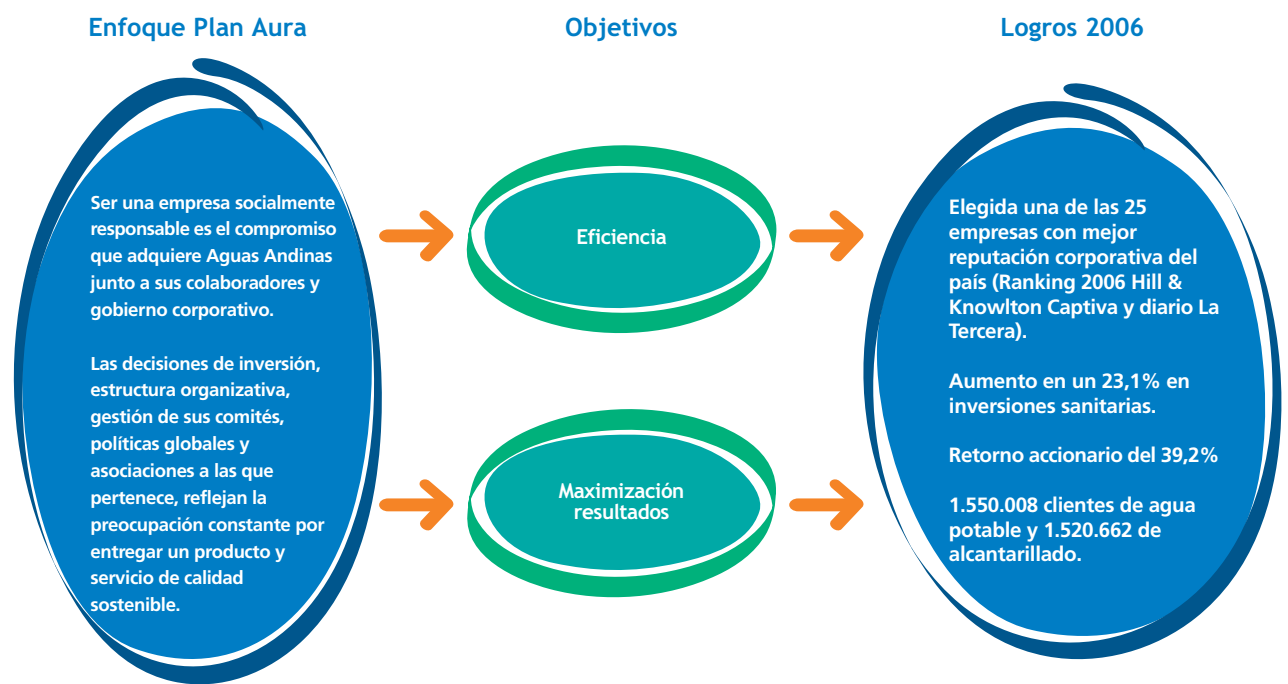 Enfoque Plan Aura
Objetivos
Logros 2006
Ser una empresa socialmente
responsable es el compromiso
que adquiere Aguas Andinas
junto a sus colaboradores y
gobierno corporativo.
Las decisiones de inversión,
estructura organizativa,
gestión de sus comités,
políticas globales y
asociaciones a las que
pertenece, reflejan la
preocupación constante por
entregar un producto y
servicio de calidad
sostenible.
Eficiencia
Maximización
resultados
Elegida una de las 25
empresas con mejor
reputación corporativa del
país (Ranking 2006 Hill &
Knowlton Captiva y diario La
Tercera).
Aumento en un 23,1% en
inversiones sanitarias.
Retorno accionario del 39,2%
1.550.008 clientes de agua
potable y 1.520.662 de
alcantarillado.